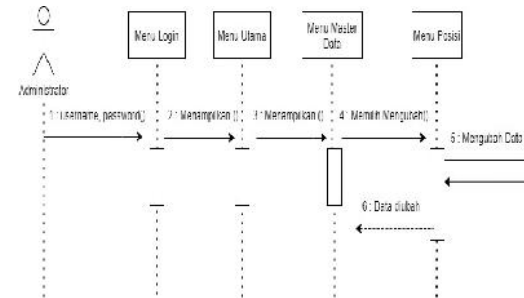 Menu Login
Menu Utama
Menu Master
Data
Menu Posisi
Administrator
1 : username, password()
2 : Menampilkan ()
3 : Menampilkan ()
4 : Memilih Mengubah()
5 : Mengubah Data
6 : Data diubah